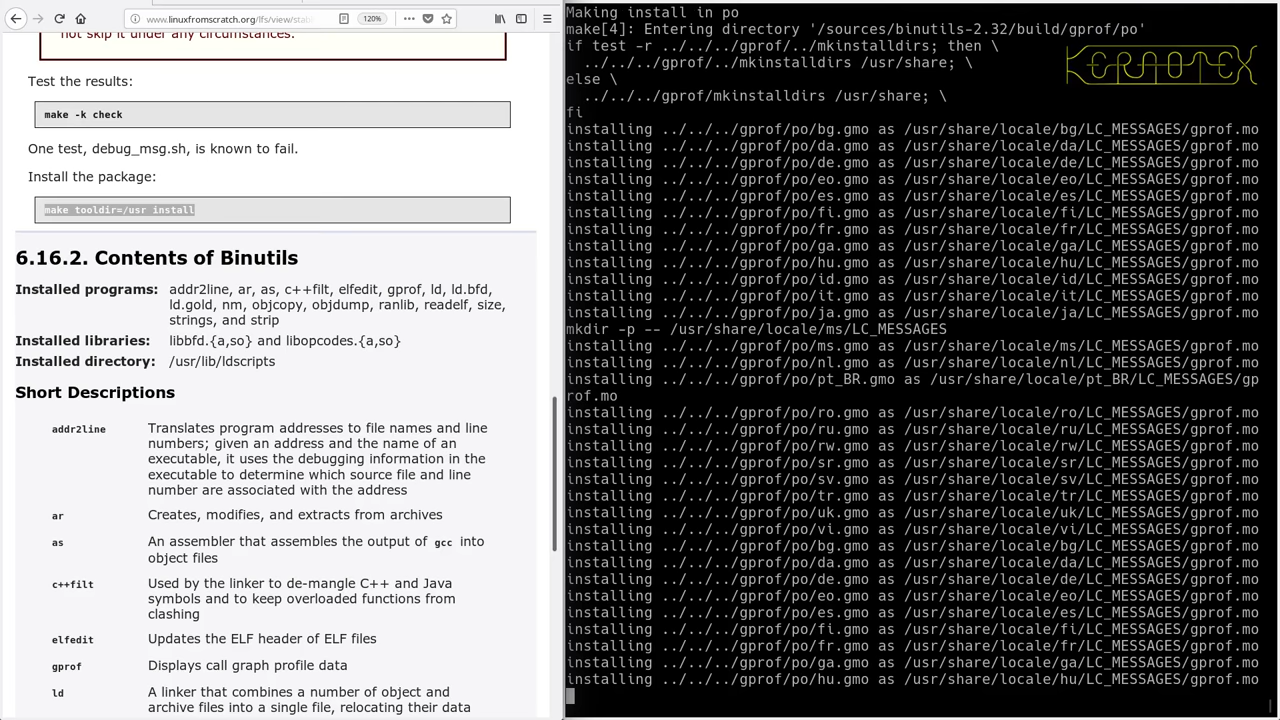 www.linuxfromscratch.org/lfs/view/stab
120%
not skip it under any circumstances.
Test the results:
make -k check
One test, debug_msg.sh, is known to fail.
Install the package:
make tooldir=/usr install
6.16.2. Contents of Binutils
Installed programs: addr2line, ar, as, c++filt, elfedit, gprof, ld, ld.bfd,
ld.gold, nm, objcopy, objdump, ranlib, readelf, size,
strings, and strip
Installed libraries: libbfd.{a,so} and libopcodes.{a,so}
Installed directory: /usr/lib/ldscripts
Short Descriptions
addr2line Translates program addresses to file names and line
numbers; given an address and the name of an
executable, it uses the debugging information in the
executable to determine which source file and line
number are associated with the address
ar Creates, modifies, and extracts from archives
as An assembler that assembles the output of gcc into
object files
c++filt Used by the linker to de-mangle C++ and Java
symbols and to keep overloaded functions from
clashing
elfedit Updates the ELF header of ELF files
gprof Displays call graph profile data
ld A linker that combines a number of object and
archive files into a single file, relocating their data
Making install in po
make[4]: Entering directory '/sources/binutils-2.32/build/gprof/po'
if test -r ../../../gprof/../mkinstalldirs; then \
../../../gprof/../mkinstalldirs /usr/share; \
else \
../../../gprof/mkinstalldirs /usr/share; \
fi
installing ../../../gprof/po/bg.gmo as /usr/share/locale/bg/LC_MESSAGES/gprof.mo
installing ../../../gprof/po/da.gmo as /usr/share/locale/da/LC_MESSAGES/gprof.mo
installing ../../../gprof/po/de.gmo as /usr/share/locale/de/LC_MESSAGES/gprof.mo
installing ../../../gprof/po/eo.gmo as /usr/share/locale/eo/LC_MESSAGES/gprof.mo
installing ../../../gprof/po/es.gmo as /usr/share/locale/es/LC_MESSAGES/gprof.mo
installing ../../../gprof/po/fi.gmo as /usr/share/locale/fi/LC_MESSAGES/gprof.mo
installing ../../../gprof/po/fr.gmo as /usr/share/locale/fr/LC_MESSAGES/gprof.mo
installing ../../../gprof/po/ga.gmo as /usr/share/locale/ga/LC_MESSAGES/gprof.mo
installing ../../../gprof/po/hu.gmo as /usr/share/locale/hu/LC_MESSAGES/gprof.mo
installing ../../../gprof/po/id.gmo as /usr/share/locale/id/LC_MESSAGES/gprof.mo
installing ../../../gprof/po/it.gmo as /usr/share/locale/it/LC_MESSAGES/gprof.mo
installing ../../../gprof/po/ja.gmo as /usr/share/locale/ja/LC_MESSAGES/gprof.mo
mkdir -p -- /usr/share/locale/ms/LC_MESSAGES
installing ../../../gprof/po/ms.gmo as /usr/share/locale/ms/LC_MESSAGES/gprof.mo
installing ../../../gprof/po/nl.gmo as /usr/share/locale/nl/LC_MESSAGES/gprof.mo
installing ../../../gprof/po/pt_BR.gmo as /usr/share/locale/pt_BR/LC_MESSAGES/gp
rof.mo
installing ../../../gprof/po/ro.gmo as /usr/share/locale/ro/LC_MESSAGES/gprof.mo
installing ../../../gprof/po/ru.gmo as /usr/share/locale/ru/LC_MESSAGES/gprof.mo
installing ../../../gprof/po/rw.gmo as /usr/share/locale/rw/LC_MESSAGES/gprof.mo
installing ../../../gprof/po/sr.gmo as /usr/share/locale/sr/LC_MESSAGES/gprof.mo
installing ../../../gprof/po/sv.gmo as /usr/share/locale/sv/LC_MESSAGES/gprof.mo
installing ../../../gprof/po/tr.gmo as /usr/share/locale/tr/LC_MESSAGES/gprof.mo
installing ../../../gprof/po/uk.gmo as /usr/share/locale/uk/LC_MESSAGES/gprof.mo
installing ../../../gprof/po/vi.gmo as /usr/share/locale/vi/LC_MESSAGES/gprof.mo
installing ../../../gprof/po/bg.gmo as /usr/share/locale/bg/LC_MESSAGES/gprof.mo
installing ../../../gprof/po/da.gmo as /usr/share/locale/da/LC_MESSAGES/gprof.mo
installing ../../../gprof/po/de.gmo as /usr/share/locale/de/LC_MESSAGES/gprof.mo
installing ../../../gprof/po/eo.gmo as /usr/share/locale/eo/LC_MESSAGES/gprof.mo
installing ../../../gprof/po/es.gmo as /usr/share/locale/es/LC_MESSAGES/gprof.mo
installing ../../../gprof/po/fi.gmo as /usr/share/locale/fi/LC_MESSAGES/gprof.mo
installing ../../../gprof/po/fr.gmo as /usr/share/locale/fr/LC_MESSAGES/gprof.mo
installing ../../../gprof/po/ga.gmo as /usr/share/locale/ga/LC_MESSAGES/gprof.mo
installing ../../../gprof/po/hu.gmo as /usr/share/locale/hu/LC_MESSAGES/gprof.mo